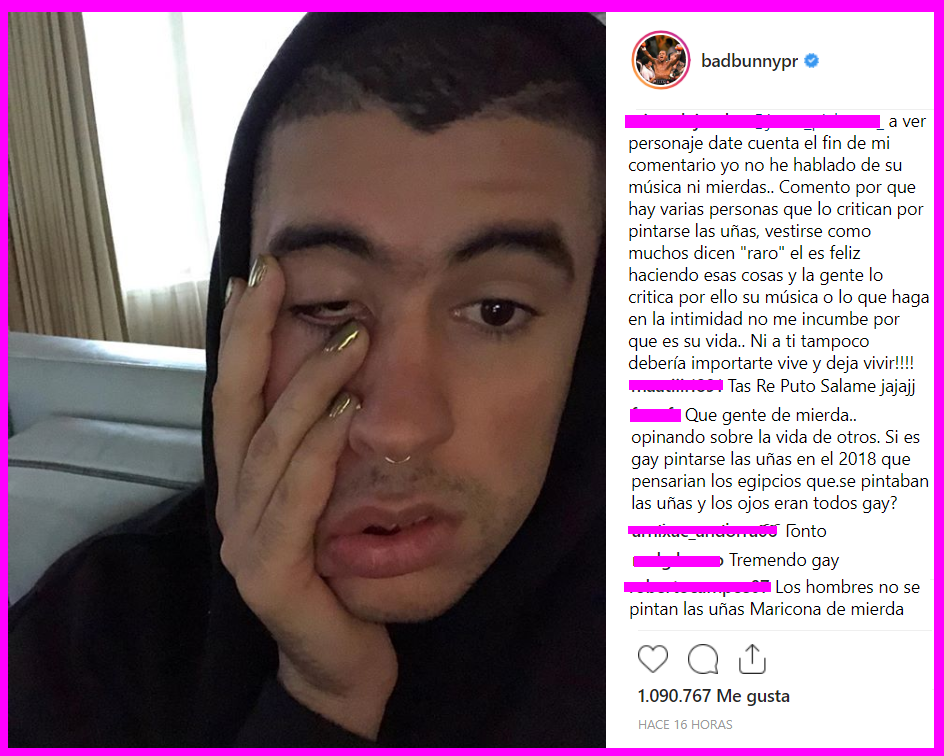 badbunnypr
a ver
personaje date cuenta el fin de mi
comentario yo no he hablado de su
música ni mierdas.. Comento por que
hay varias personas que lo critican por
pintarse las uñas, vestirse como
muchos dicen "raro" el es feliz
haciendo esas cosas y la gente lo
critica por ello su música o lo que haga
en la intimidad no me incumbe por
que es su vida.. Ni a ti tampoco
debería importarte vive y deja vivir!!!!
Tas Re Puto Salame jajajj
Que gente de mierda..
opinando sobre la vida de otros. Si es
gay pintarse las uñas en el 2018 que
pensarian los egipcios que.se pintaban
las uñas y los ojos eran todos gay?
Tonto
Tremendo gay
Los hombres no se
pintan las uñas Maricona de mierda
1.090.767 Me gusta
HACE 16 HORAS